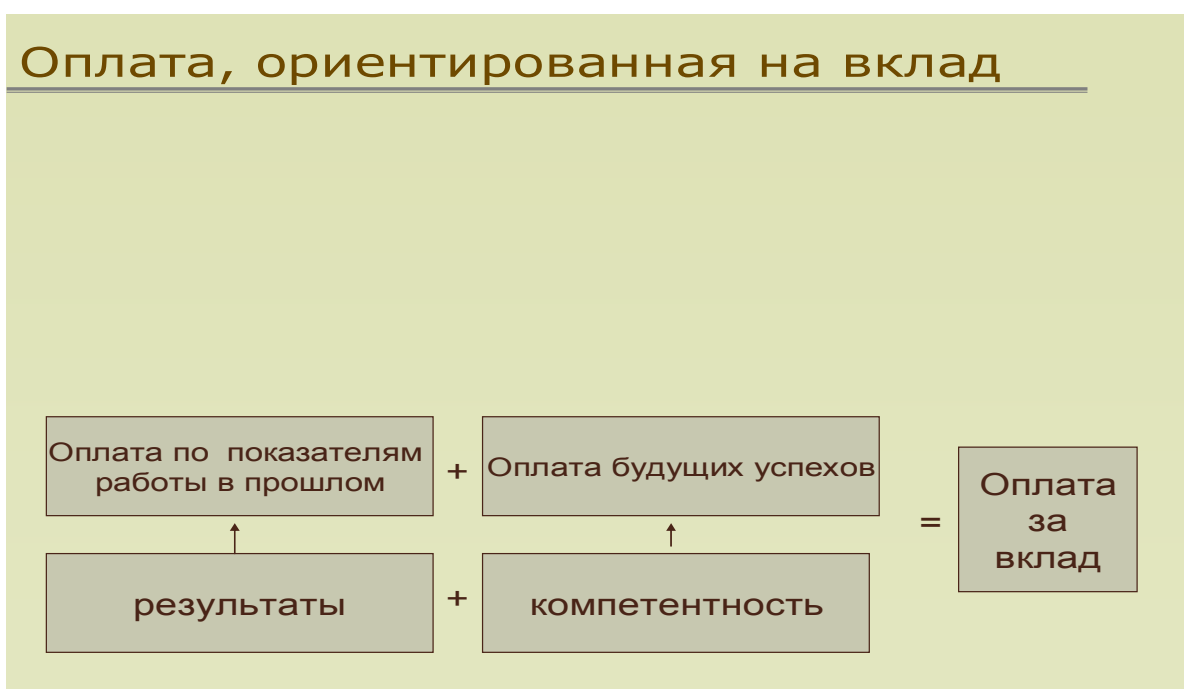 Оплата, ориентированная на вклад
Оплата по показателям
работы в прошлом
+
Оплата будущих успехов
=
Оплата
за
вклад
результаты
+
компетентность